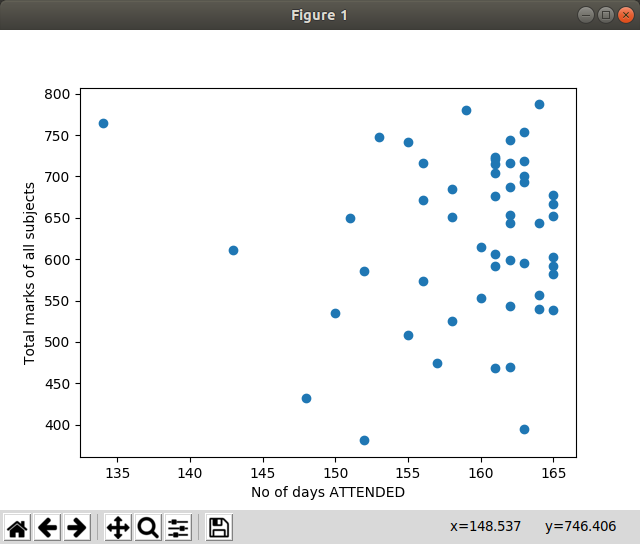 Figure 1
800
750
700
650
600
550
500
450
400
Total marks of all subjects
135 140 145 150 155 160 165
No of days ATTENDED
x=148.537 y=746.406